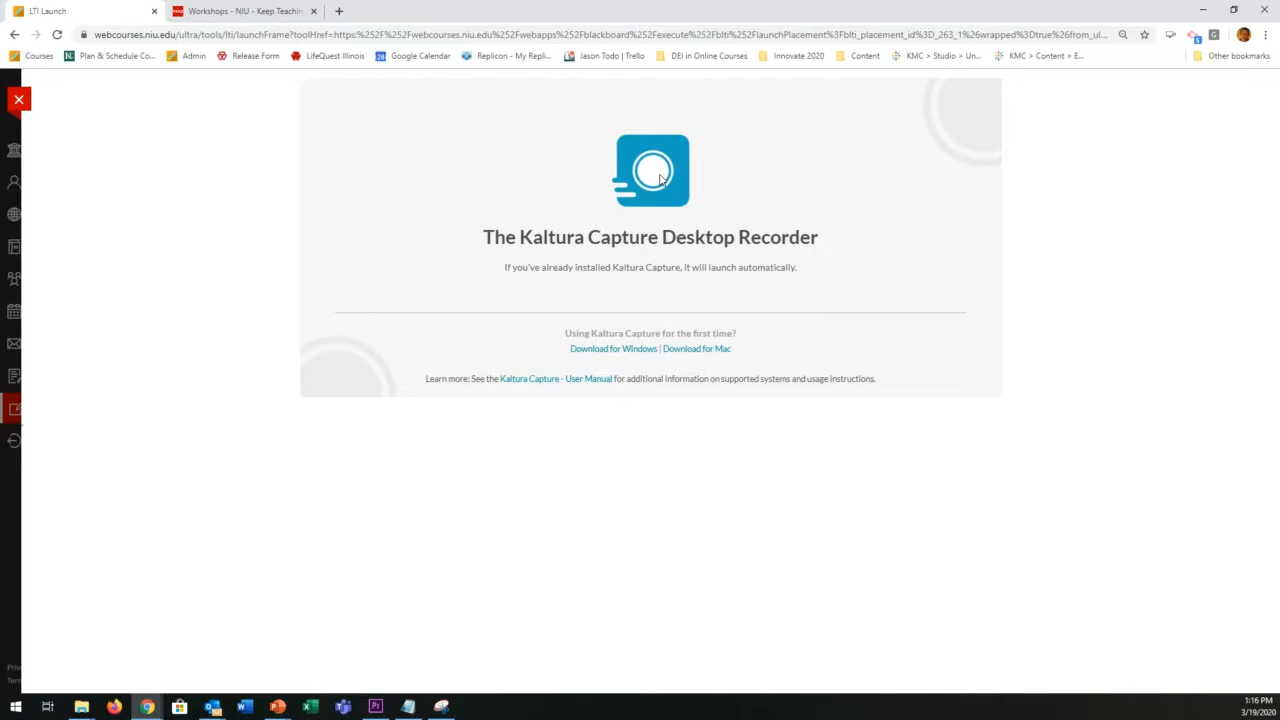 LTI Launch
Workshops - NIU - Keep Teachin
webcourses.niu.edu/ultra/tools/lti/launchFrame?toolHref=https:%252F%252Fwebcourses.niu.edu%252Fwebapps%252Fblackboard%252Fexecute%252Fblti%252FlaunchPlacement%3Fblti_placement_id%3D_263_1%26wrapped%3Dtrue%26from_ul...
Courses
Plan & Schedule Co...
Admin
Release Form
LifeQuest Illinois
28
Google Calendar
Replicon - My Repli...
Jason Todo | Trello
DEI in Online Courses
Innovate 2020
Content
KMC > Studio > Un...
KMC > Content > E...
Other bookmarks
The Kaltura Capture Desktop Recorder
If you've already installed Kaltura Capture, it will launch automatically.
Using Kaltura Capture for the first time?
Download for Windows | Download for Mac
Learn more: See the Kaltura Capture - User Manual for additional information on supported systems and usage instructions.
Priv
Tern
1:16 PM
3/19/2020